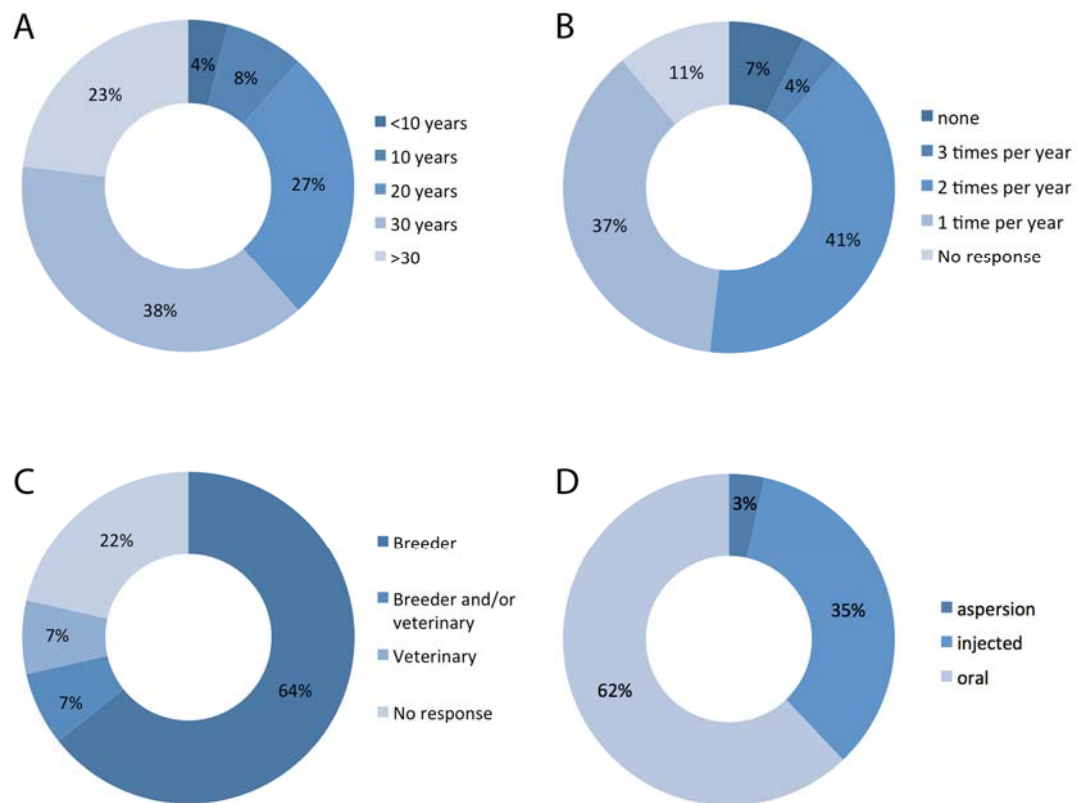 A
4%
8%
23%
27%
38%
<10 years
10 years
20 years
30 years
>30
B
7%
4%
11%
37%
41%
none
3 times per year
2 times per year
1 time per year
No response
C
22%
7%
7%
64%
Breeder
Breeder and/or
veterinary
Veterinary
No response
D
3%
35%
62%
aspersion
injected
oral